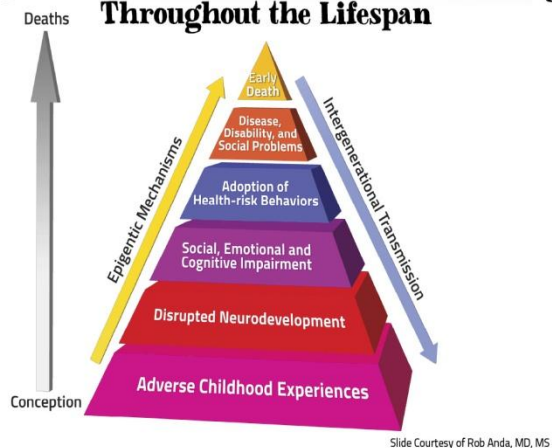 Throughout the Lifespan
Deaths
Early
Death
Disease,
Disability, and
Social Problems
Adoption of
Health-risk Behaviors
Social, Emotional and
Cognitive Impairment
Disrupted Neurodevelopment
Adverse Childhood Experiences
Epigentic Mechanisms
Intergenerational Transmission
Conception
Slide Courtesy of Rob Anda, MD, MS